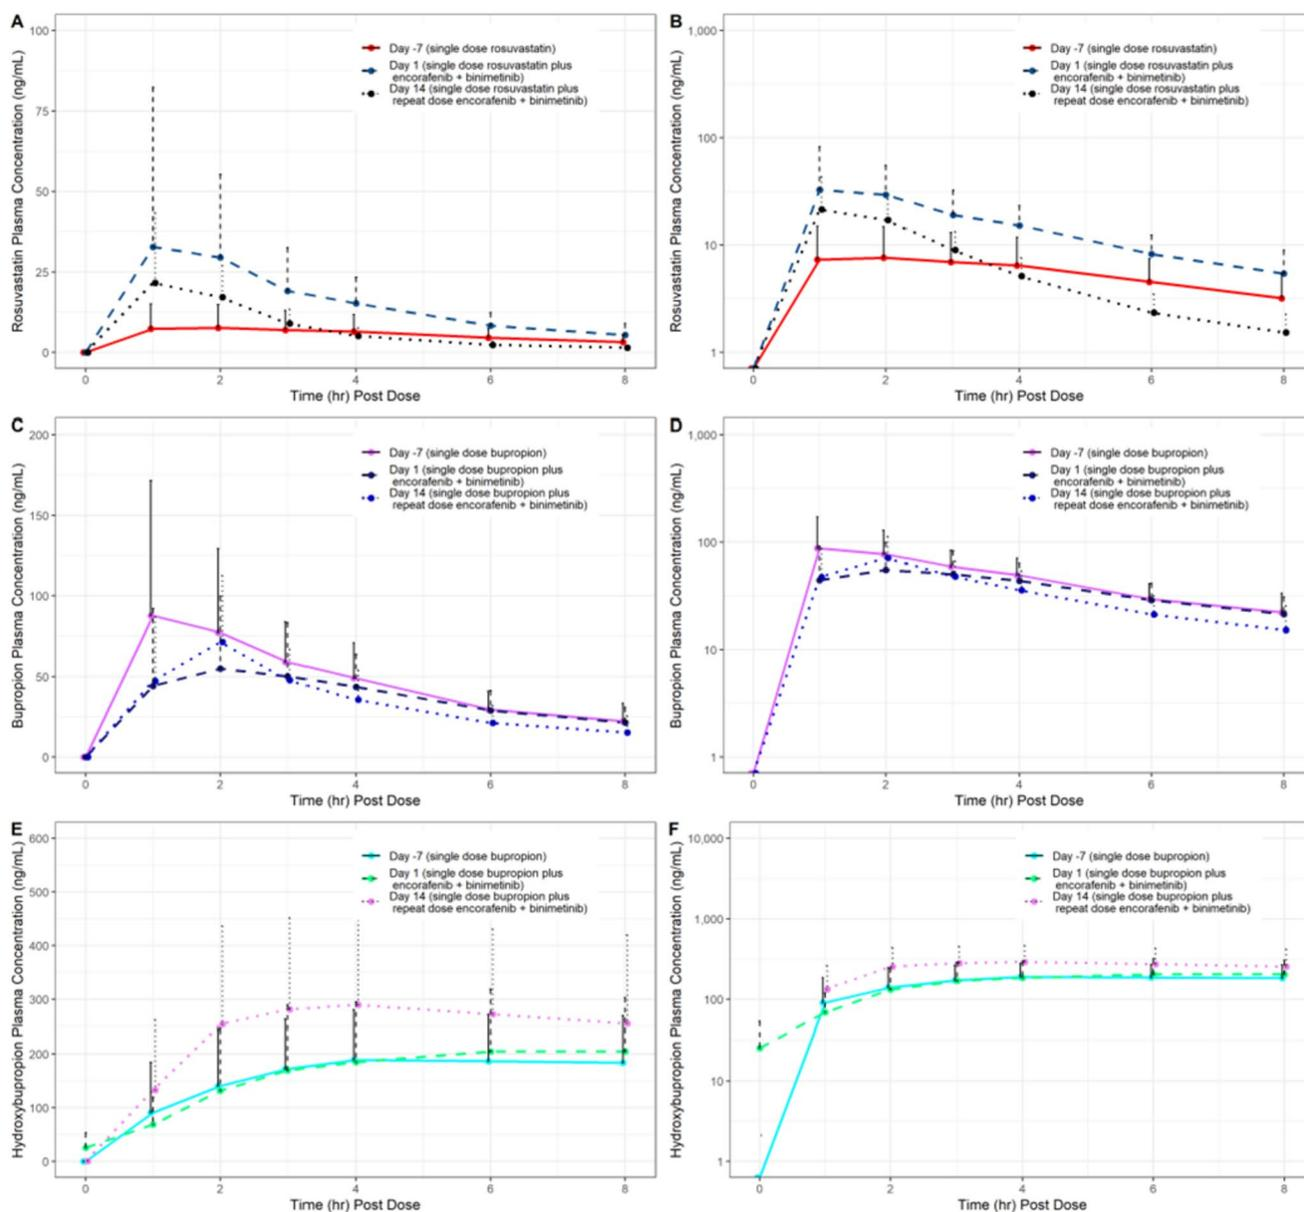 A
Rosuvastatin Plasma Concentration (ng/mL)
100
75
50
25
0
Day -7 (single dose rosuvastatin)
Day 1 (single dose rosuvastatin plus
encorafenib + binimetinib)
Day 14 (single dose rosuvastatin plus
repeat dose encorafenib + binimetinib)
0 2 4 6 8
Time (hr) Post Dose
B
Rosuvastatin Plasma Concentration (ng/mL)
1,000
100
10
1
Day -7 (single dose rosuvastatin)
Day 1 (single dose rosuvastatin plus
encorafenib + binimetinib)
Day 14 (single dose rosuvastatin plus
repeat dose encorafenib + binimetinib)
0 2 4 6 8
Time (hr) Post Dose
C
Bupropion Plasma Concentration (ng/mL)
200
150
100
50
0
Day -7 (single dose bupropion)
Day 1 (single dose bupropion plus
encorafenib + binimetinib)
Day 14 (single dose bupropion plus
repeat dose encorafenib + binimetinib)
0 2 4 6 8
Time (hr) Post Dose
D
Bupropion Plasma Concentration (ng/mL)
1,000
100
10
1
Day -7 (single dose bupropion)
Day 1 (single dose bupropion plus
encorafenib + binimetinib)
Day 14 (single dose bupropion plus
repeat dose encorafenib + binimetinib)
0 2 4 6 8
Time (hr) Post Dose
E
Hydroxybupropion Plasma Concentration (ng/mL)
600
500
400
300
200
100
0
Day -7 (single dose bupropion)
Day 1 (single dose bupropion plus
encorafenib + binimetinib)
Day 14 (single dose bupropion plus
repeat dose encorafenib + binimetinib)
0 2 4 6 8
Time (hr) Post Dose
F
Hydroxybupropion Plasma Concentration (ng/mL)
10,000
1,000
100
10
1
Day -7 (single dose bupropion)
Day 1 (single dose bupropion plus
encorafenib + binimetinib)
Day 14 (single dose bupropion plus
repeat dose encorafenib + binimetinib)
0 2 4 6 8
Time (hr) Post Dose